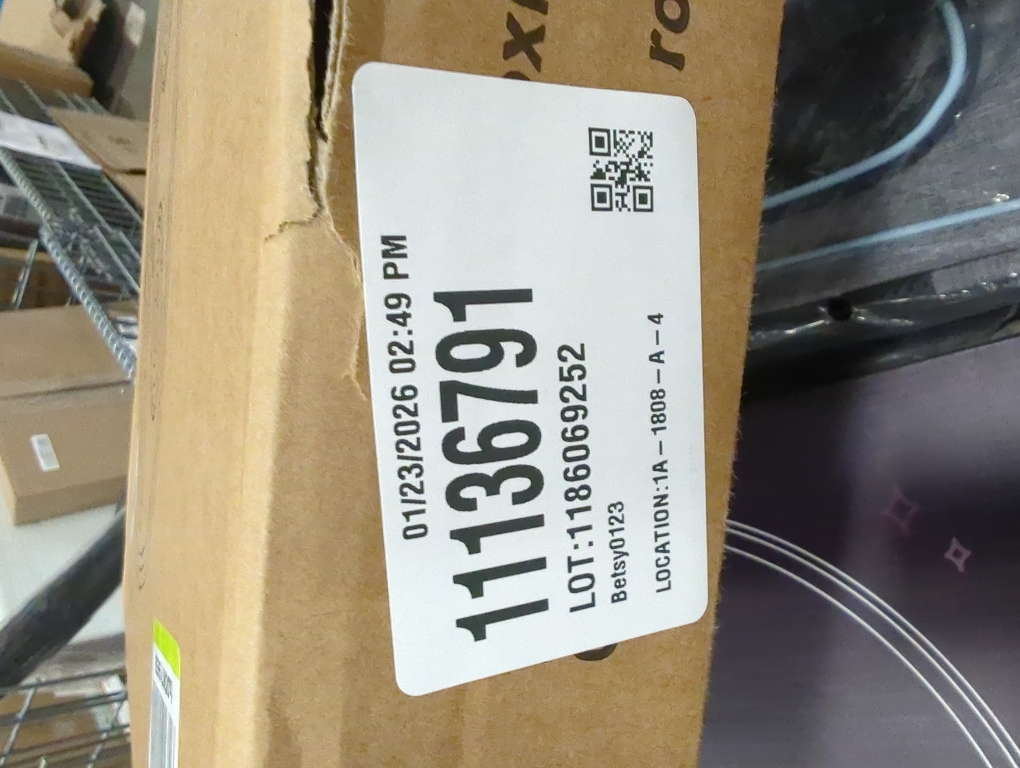 01/23/2026 02:49 PM
11136791
LOT:1186069252
Betsy0123
LOCATION:1A-1808-A-4